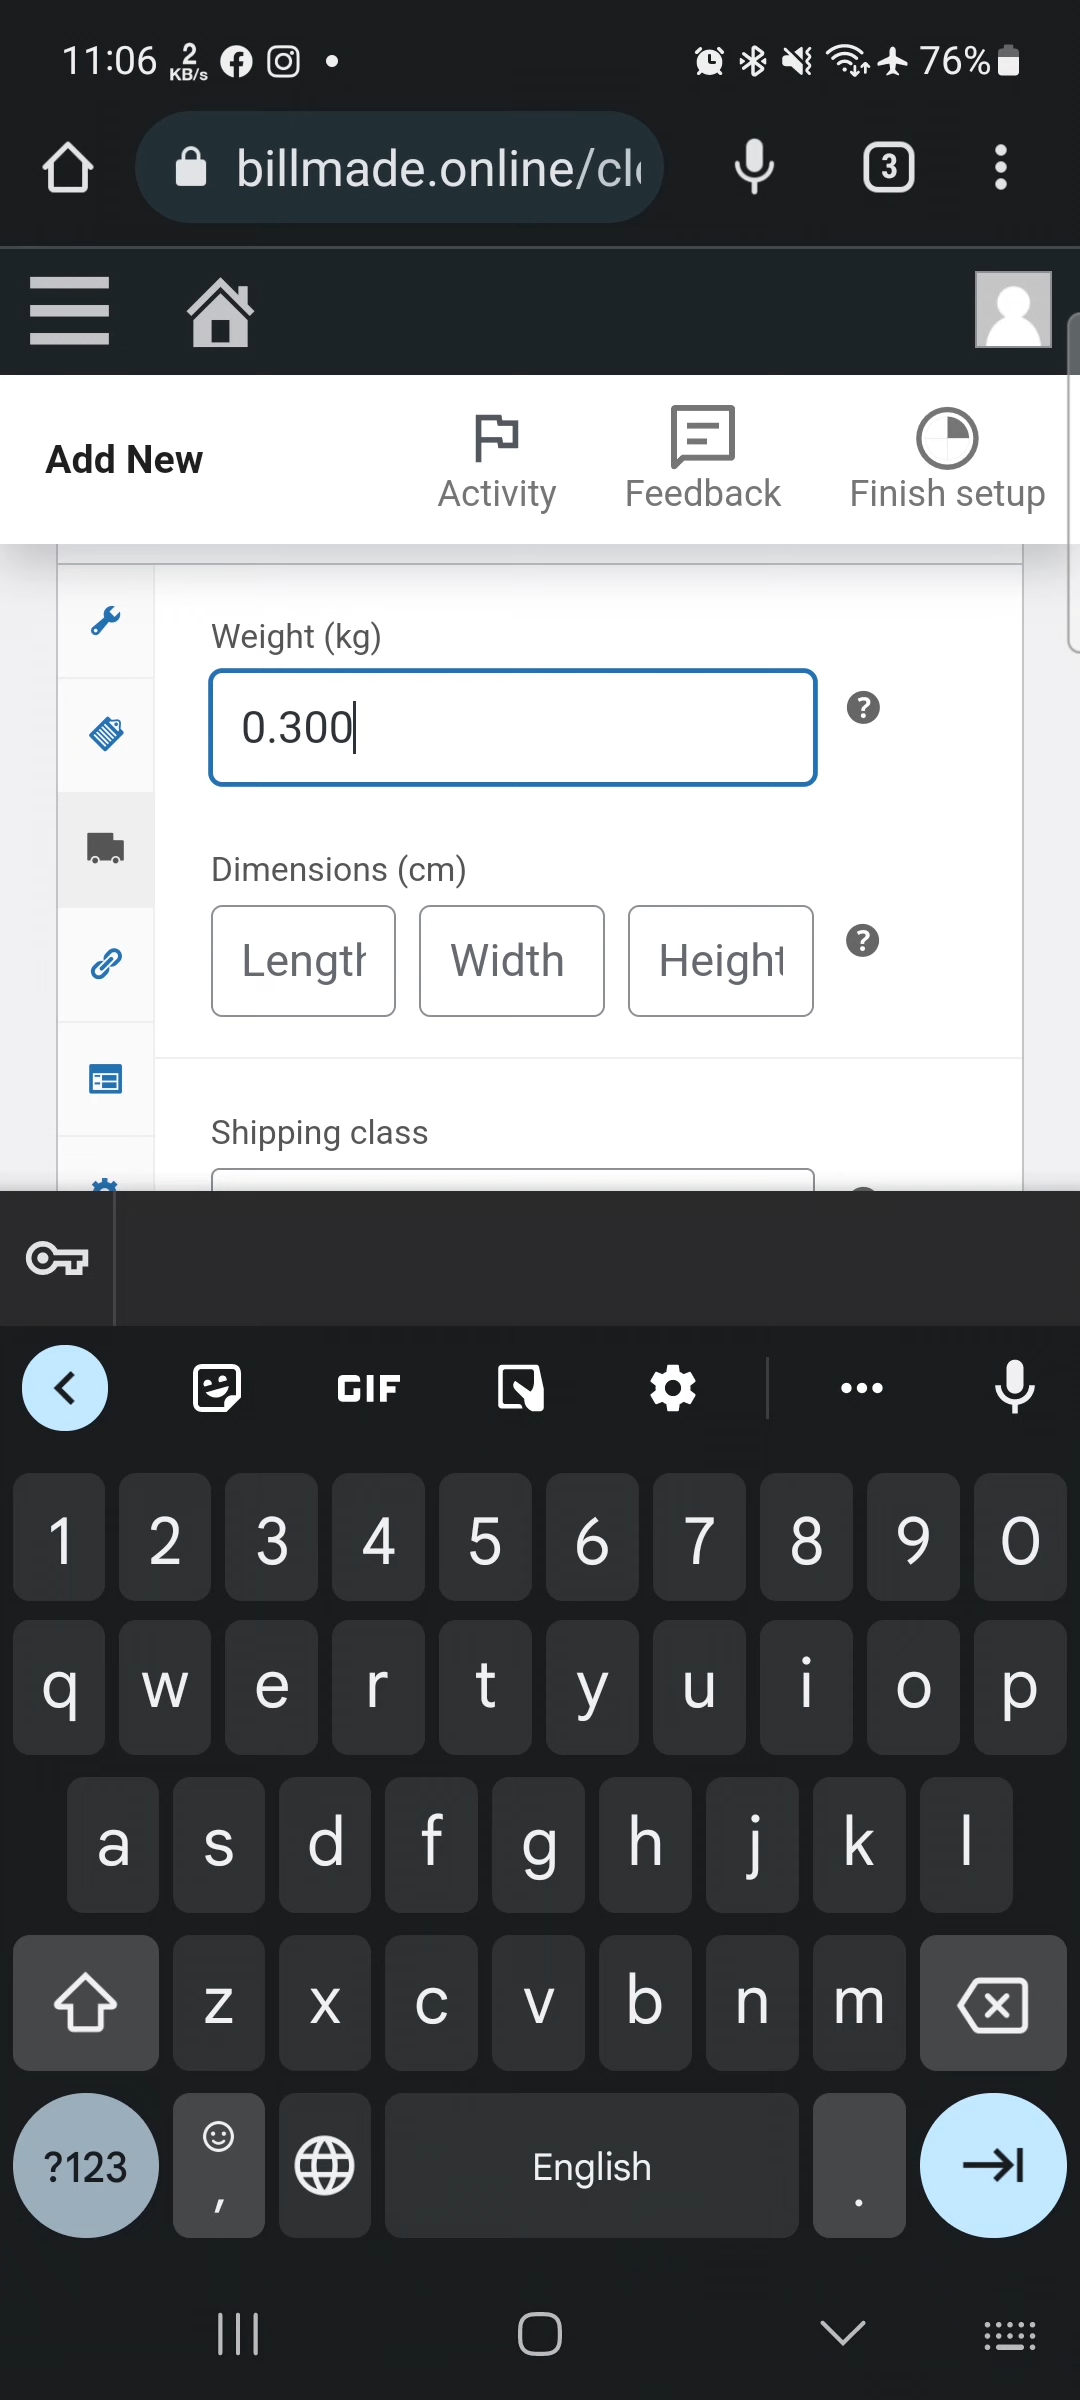 11:06 2 KB/s 76%
billmade.online/cl 3
Add New Activity Feedback Finish setup
Weight (kg)
0.300
Dimensions (cm)
Length Width Height
Shipping class
GIF
1 2 3 4 5 6 7 8 9 0
q w e r t y u i o p
a s d f g h j k l
z x c v b n m
?123 , English .